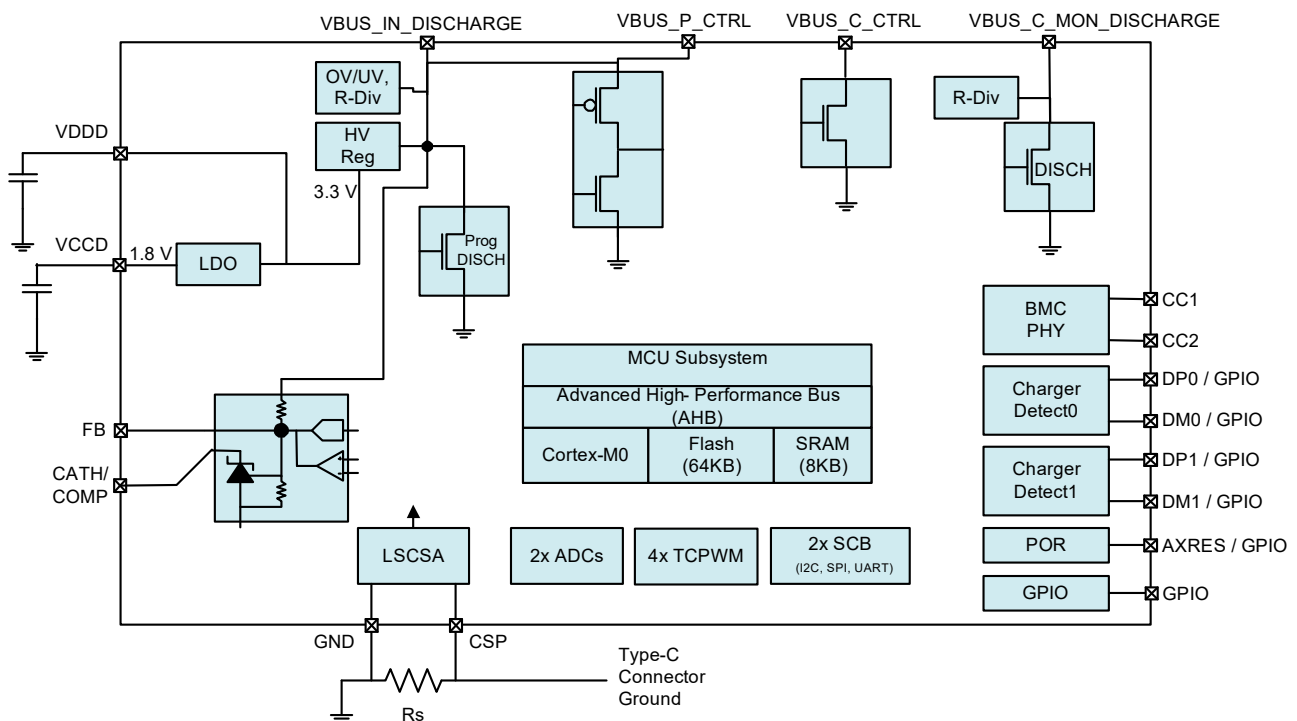 VBUS_IN_DISCHARGE
VBUS_P_CTRL
VBUS_C_CTRL
VBUS_C_MON_DISCHARGE
OV/UV,
R-Div
R-Div
VDDD
HV
Reg
DISCH
3.3 V
VCCD
1.8 V
LDO
Prog
DISCH
BMC
PHY
CC1
CC2
MCU Subsystem
Advanced High- Performance Bus
(AHB)
Cortex-M0
Flash
(64KB)
SRAM
(8KB)
Charger
Detect0
DP0 / GPIO
DM0 / GPIO
FB
CATH/
COMP
Charger
Detect1
DP1 / GPIO
DM1 / GPIO
LSCSA
2x ADCs
4x TCPWM
2x SCB
(I2C, SPI, UART)
POR
AXRES / GPIO
GPIO
GPIO
GND
CSP
Type-C
Connector
Ground
Rs